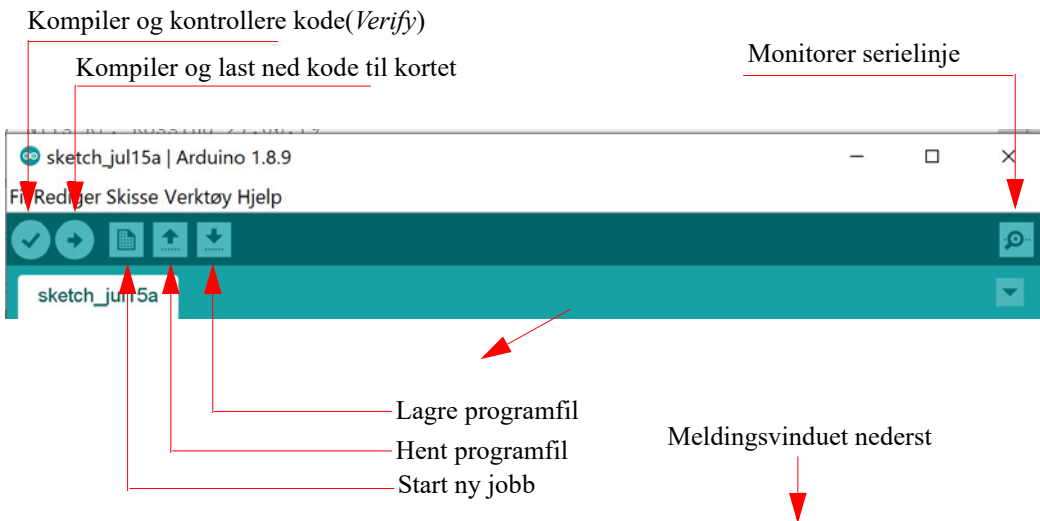 Kompiler og kontrollere kode(Verify)
Monitorer serielinje
Kompiler og last ned kode til kortet
sketch_jul15a | Arduino 1.8.9
Rediger Skisse Verktøy Hjelp
sketch_jul15a
Lagre programfil
Meldingsvinduet nederst
Hent programfil
Start ny jobb